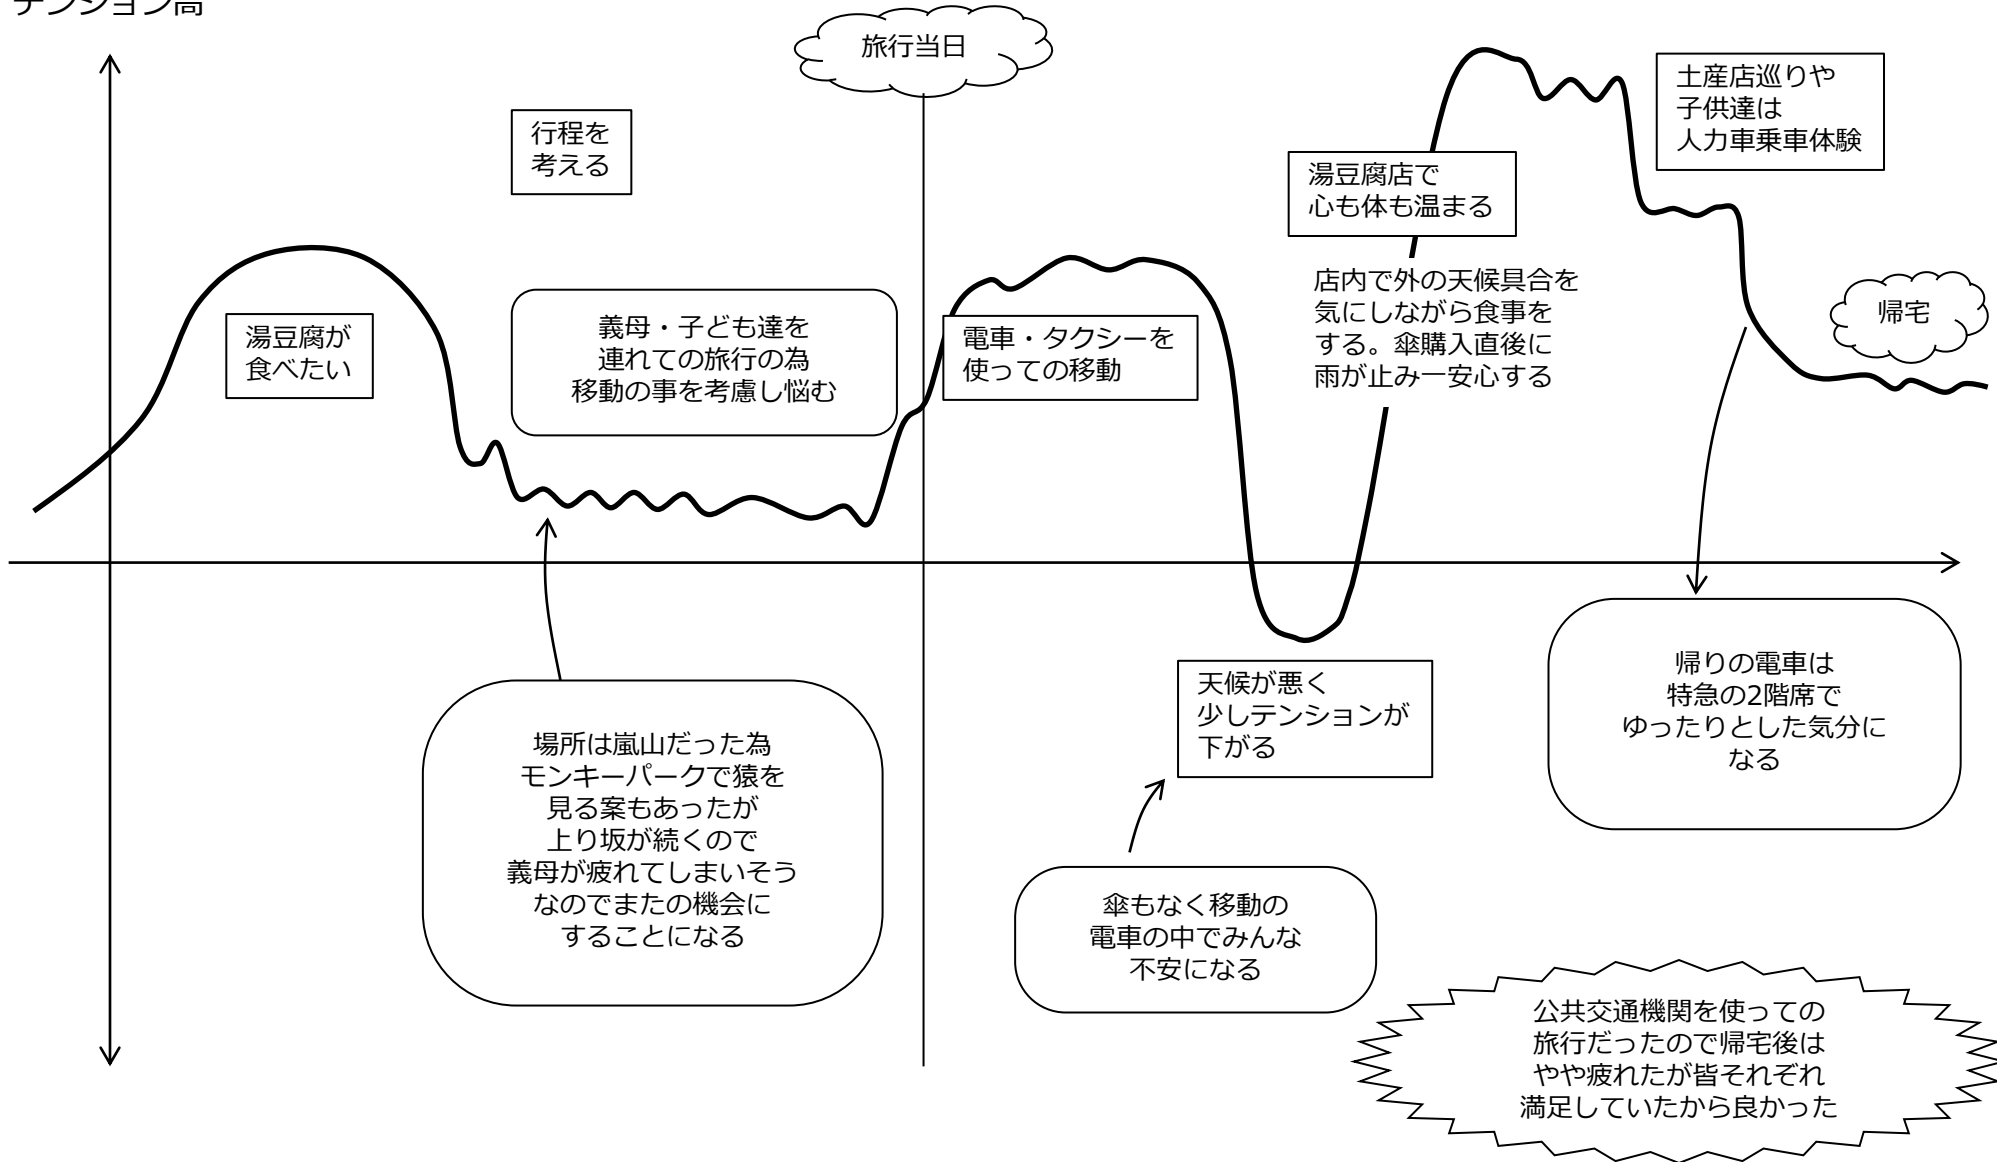 テンション高
旅行当日
行程を
考える
土産店巡りや
子供達は
人力車乗車体験
湯豆腐店で
心も体も温まる
店内で外の天候具合を
気にしながら食事を
する。傘購入直後に
雨が止み一安心する
帰宅
湯豆腐が
食べたい
義母・子ども達を
連れての旅行の為
移動の事を考慮し悩む
電車・タクシーを
使っての移動
場所は嵐山だった為
モンキーパークで猿を
見る案もあったが
上り坂が続くので
義母が疲れてしまいそう
なのでまたの機会に
することになる
天候が悪く
少しテンションが
下がる
傘もなく移動の
電車の中でみんな
不安になる
帰りの電車は
特急の2階席で
ゆったりとした気分に
なる
公共交通機関を使っての
旅行だったので帰宅後は
やや疲れたが皆それぞれ
満足していたから良かった